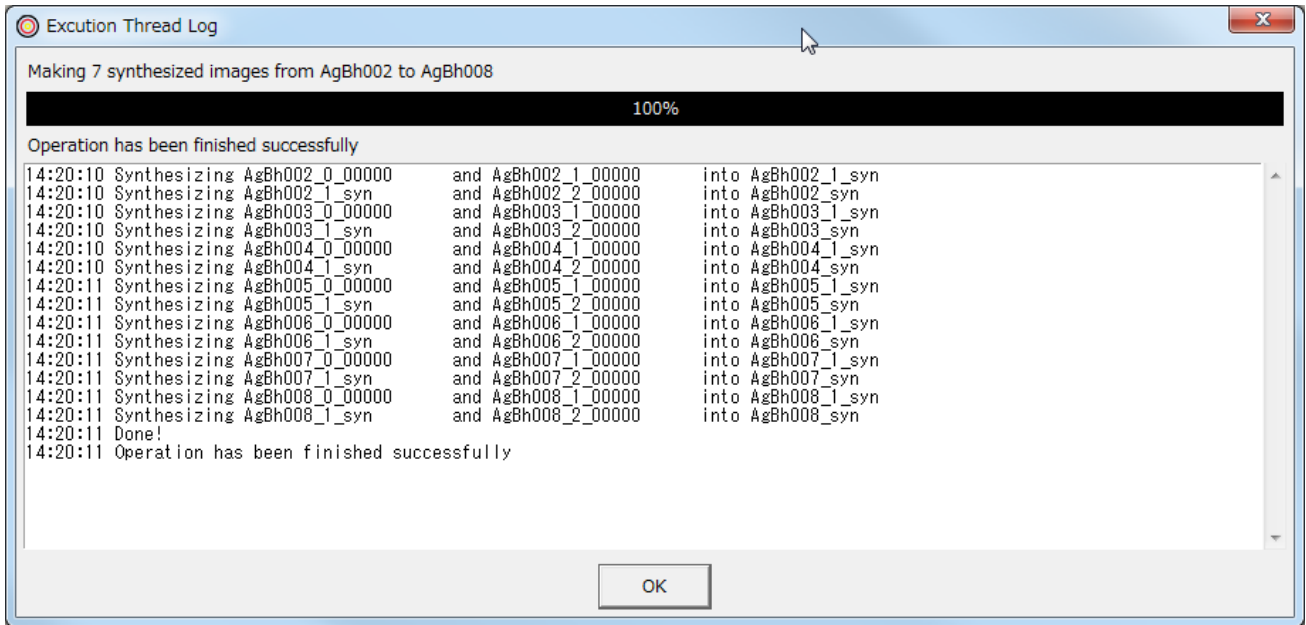 Excution Thread Log
Making 7 synthesized images from AgBh002 to AgBh008
100%
Operation has been finished successfully
14:20:10 Synthesizing AgBh002_0_00000 and AgBh002_1_00000 into AgBh002_1_syn
14:20:10 Synthesizing AgBh002_1_syn and AgBh002_2_00000 into AgBh002_syn
14:20:10 Synthesizing AgBh003_0_00000 and AgBh003_1_00000 into AgBh003_1_syn
14:20:10 Synthesizing AgBh003_1_syn and AgBh003_2_00000 into AgBh003_syn
14:20:10 Synthesizing AgBh004_0_00000 and AgBh004_1_00000 into AgBh004_1_syn
14:20:10 Synthesizing AgBh004_1_syn and AgBh004_2_00000 into AgBh004_syn
14:20:11 Synthesizing AgBh005_0_00000 and AgBh005_1_00000 into AgBh005_1_syn
14:20:11 Synthesizing AgBh005_1_syn and AgBh005_2_00000 into AgBh005_syn
14:20:11 Synthesizing AgBh006_0_00000 and AgBh006_1_00000 into AgBh006_1_syn
14:20:11 Synthesizing AgBh006_1_syn and AgBh006_2_00000 into AgBh006_syn
14:20:11 Synthesizing AgBh007_0_00000 and AgBh007_1_00000 into AgBh007_1_syn
14:20:11 Synthesizing AgBh007_1_syn and AgBh007_2_00000 into AgBh007_syn
14:20:11 Synthesizing AgBh008_0_00000 and AgBh008_1_00000 into AgBh008_1_syn
14:20:11 Synthesizing AgBh008_1_syn and AgBh008_2_00000 into AgBh008_syn
14:20:11 Done!
14:20:11 Operation has been finished successfully
OK